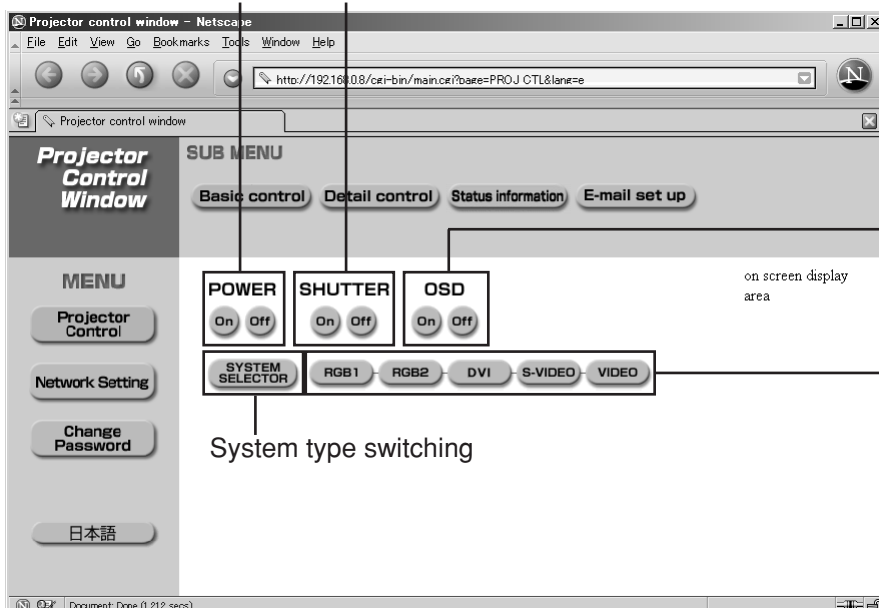 Projector control window - Netscape
File Edit View Go Bookmarks Tools Window Help
http://192.168.0.8/cgi-bin/main.cgi?page=PROJ_CTL&lang=e
Projector control window
Projector
Control
Window
SUB MENU
Basic control Detail control Status information E-mail set up
MENU
Projector
Control
Network Setting
Change
Password
日本語
POWER SHUTTER OSD
On Off On Off On Off
on screen display
area
SYSTEM
SELECTOR
RGB1 RGB2 DVI S-VIDEO VIDEO
System type switching
Document: Done (1.212 secs)